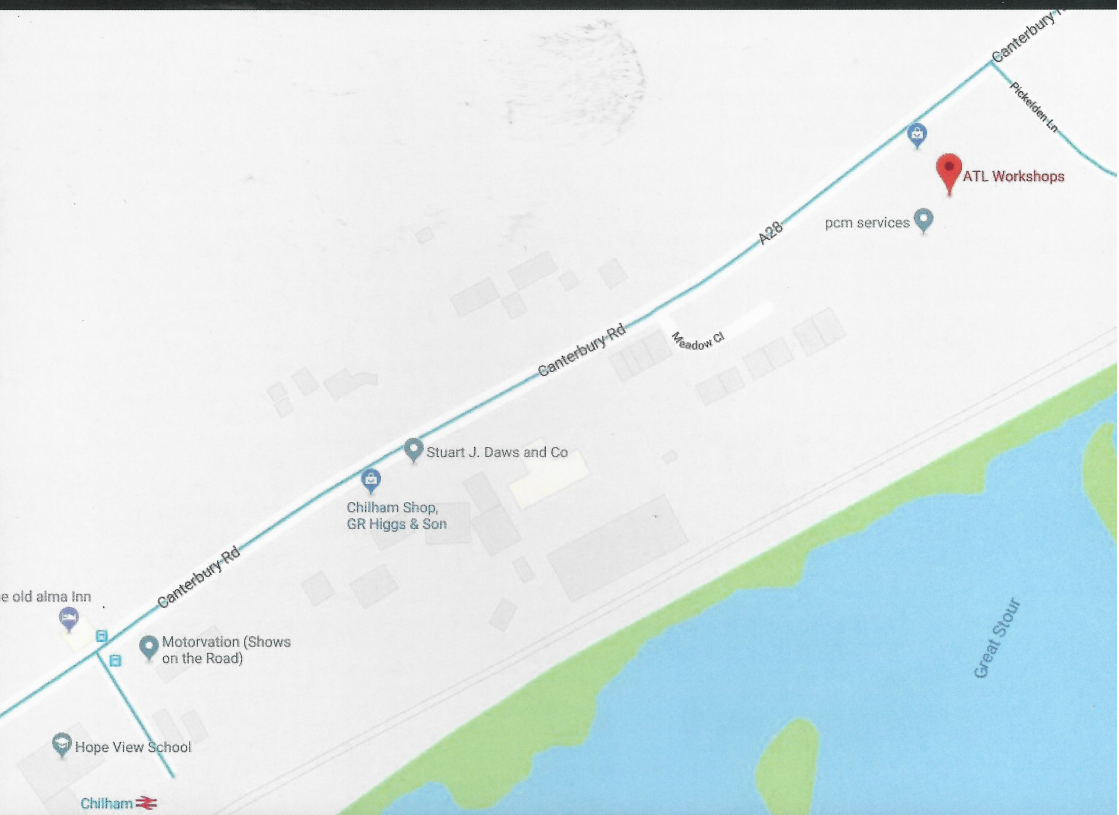 Canterbury
Pickelden Ln
ATL Workshops
pcm services
A28
Canterbury Rd
Meadow Cl
Stuart J. Daws and Co
Chilham Shop,
GR Higgs & Son
Canterbury Rd
e old alma Inn
Motorvation (Shows
on the Road)
Great Stour
Hope View School
Chilham